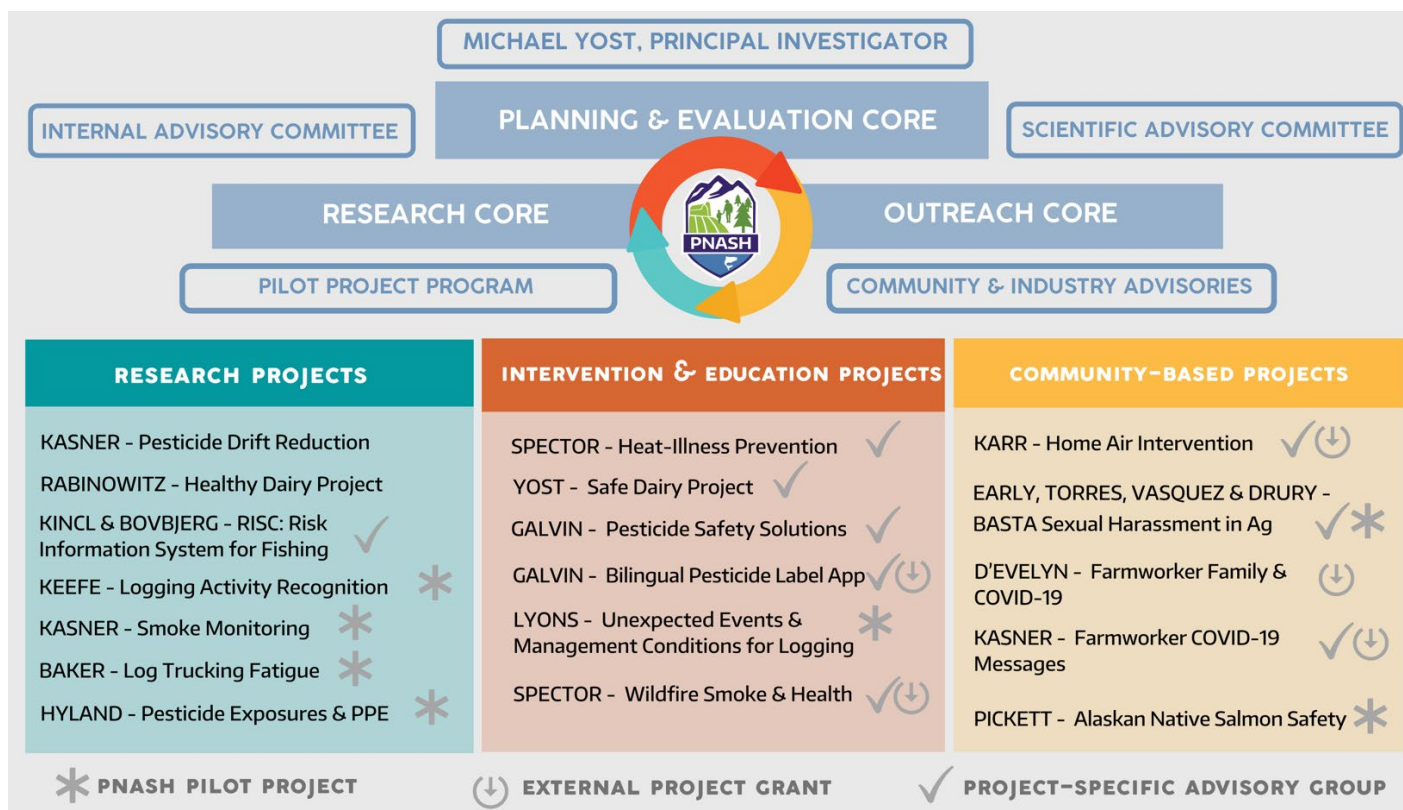 MICHAEL YOST, PRINCIPAL INVESTIGATOR
PLANNING & EVALUATION CORE
INTERNAL ADVISORY COMMITTEE
SCIENTIFIC ADVISORY COMMITTEE
RESEARCH CORE
OUTREACH CORE
PNASH
PILOT PROJECT PROGRAM
COMMUNITY & INDUSTRY ADVISORIES
RESEARCH PROJECTS
KASNER - Pesticide Drift Reduction
RABINOWITZ - Healthy Dairy Project
KINCL & BOVBJERG - RISC: Risk
Information System for Fishing
KEEFE - Logging Activity Recognition
KASNER - Smoke Monitoring
BAKER - Log Trucking Fatigue
HYLAND - Pesticide Exposures & PPE
INTERVENTION & EDUCATION PROJECTS
SPECTOR - Heat-Illness Prevention
YOST - Safe Dairy Project
GALVIN - Pesticide Safety Solutions
GALVIN - Bilingual Pesticide Label App
LYONS - Unexpected Events &
Management Conditions for Logging
SPECTOR - Wildfire Smoke & Health
COMMUNITY-BASED PROJECTS
KARR - Home Air Intervention
EARLY, TORRES, VASQUEZ & DRURY -
BASTA Sexual Harassment in Ag
D'EVELYN - Farmworker Family &
COVID-19
KASNER - Farmworker COVID-19
Messages
PICKETT - Alaskan Native Salmon Safety
PNASH PILOT PROJECT
EXTERNAL PROJECT GRANT
PROJECT-SPECIFIC ADVISORY GROUP